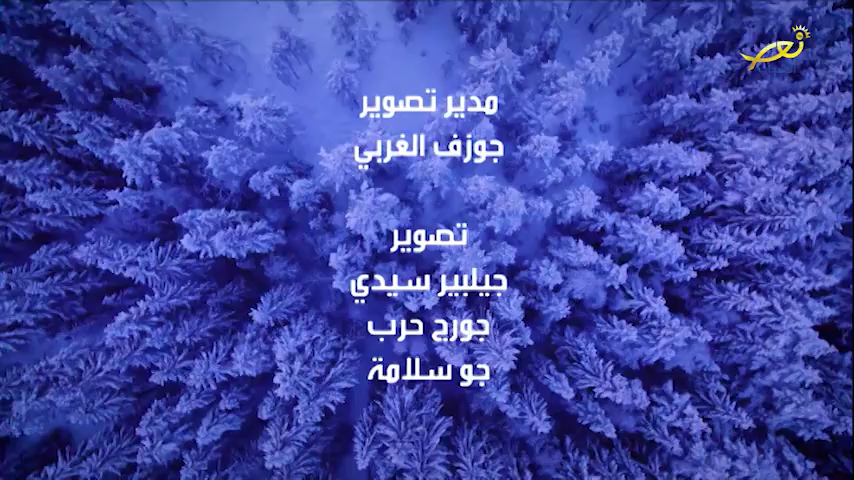 مدير تصوير
جوزف الغربي
تصوير
جيلبير سيدي
جورج حرب
جو سلامة